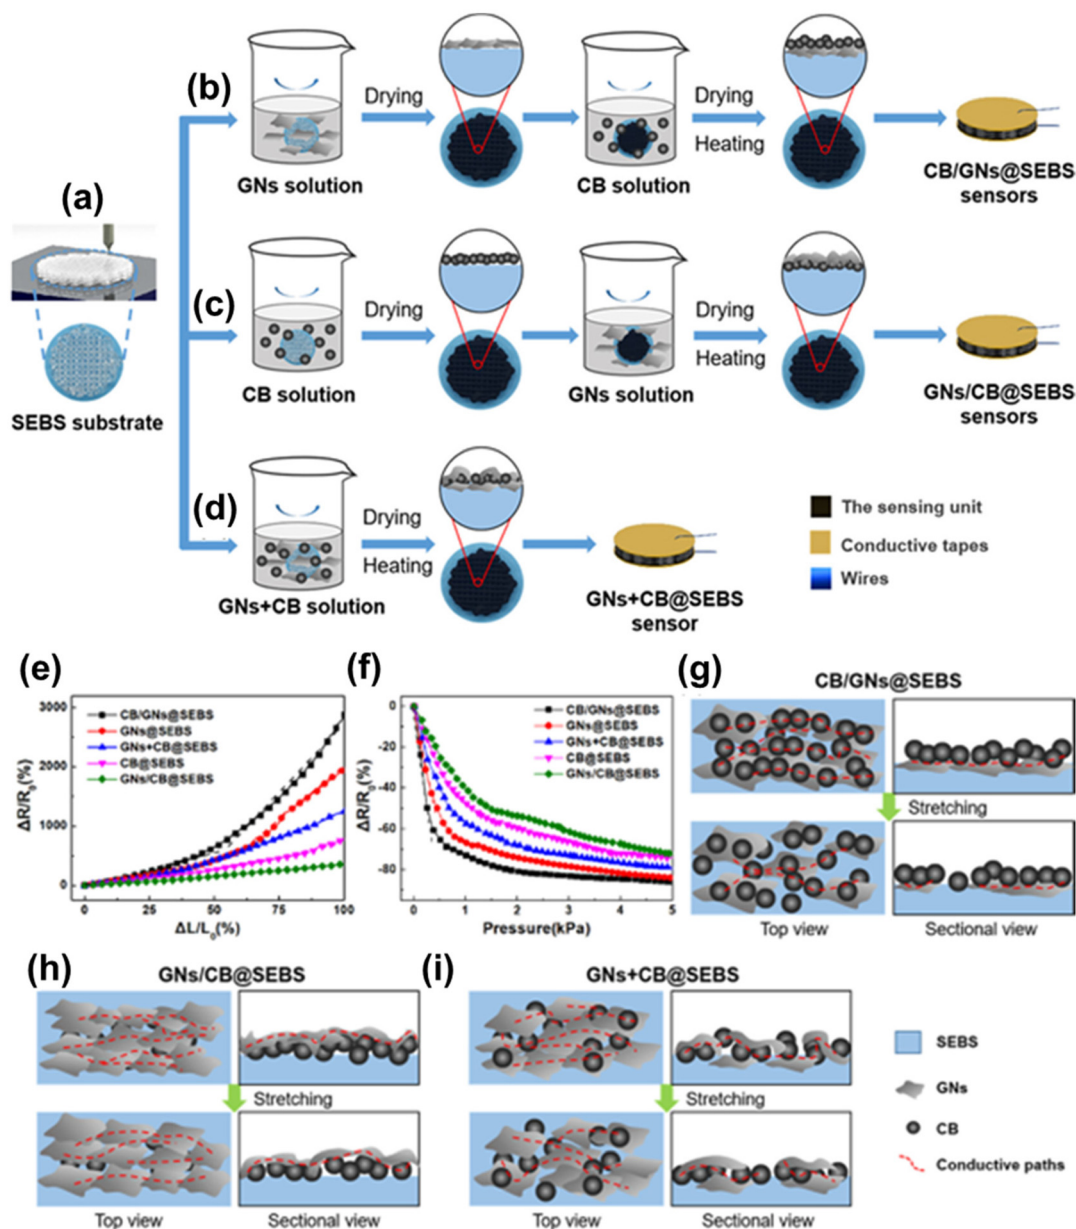 (a)
SEBS substrate
(b)
GNs solution
Drying
CB solution
Drying
Heating
CB/GNs@SEBS
sensors
(c)
CB solution
Drying
GNs solution
Drying
Heating
GNs/CB@SEBS
sensors
(d)
GNs+CB solution
Drying
Heating
GNs+CB@SEBS
sensor
The sensing unit
Conductive tapes
Wires
(e)
3000
2000
1000
0
ΔR/R0(%)
CB/GNs@SEBS
GNs@SEBS
GNs+CB@SEBS
CB@SEBS
GNs/CB@SEBS
0 25 50 75 100
ΔL/L0(%)
(f)
0
-20
-40
-60
-80
ΔR/R0(%)
CB/GNs@SEBS
GNs@SEBS
GNs+CB@SEBS
CB@SEBS
GNs/CB@SEBS
0 1 2 3 4 5
Pressure(kPa)
(g)
CB/GNs@SEBS
Stretching
Top view
Sectional view
(h)
GNs/CB@SEBS
Stretching
Top view
Sectional view
(i)
GNs+CB@SEBS
Stretching
Top view
Sectional view
SEBS
GNs
CB
Conductive paths